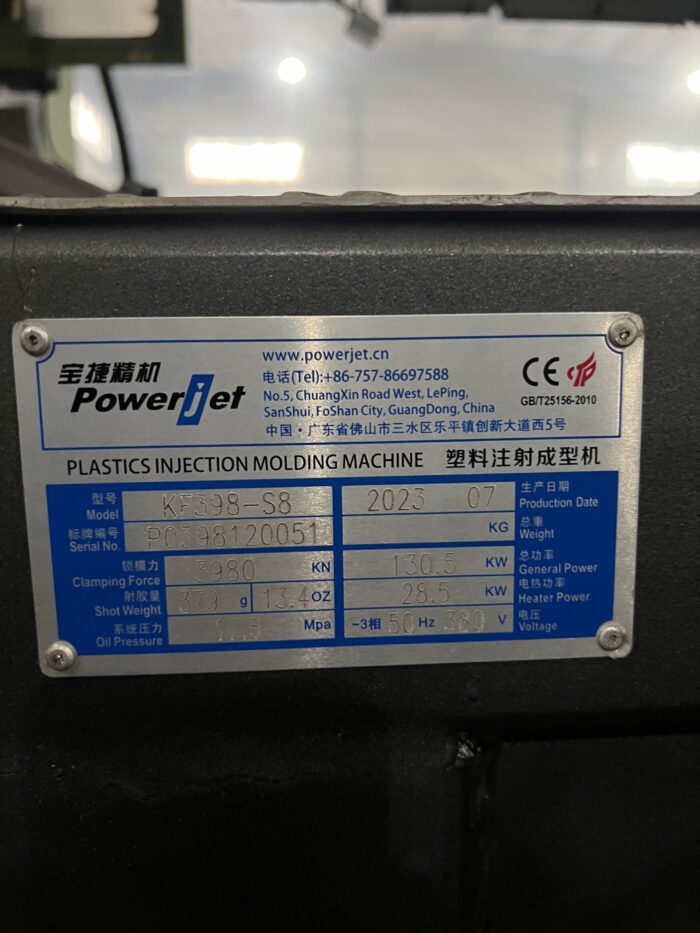 宝捷精机
PowerJet
www.powerjet.cn
电话(Tel):+86-757-86697588
No.5, ChuangXin Road West, LePing,
SanShui, FoShan City, GuangDong, China
中国·广东省佛山市三水区乐平镇创新大道西5号
CE
GB/T25156-2010
PLASTICS INJECTION MOLDING MACHINE 塑料注射成型机
型号
Model KF398-S8
标牌编号
Serial No. P0398120051
锁模力
Clamping Force 3980 KN
射胶量
Shot Weight 379 g 13.4 OZ
系统压力
Oil Pressure 17.5 Mpa
2023 07 生产日期
Production Date
KG 总重
Weight
130.5 KW 总功率
General Power
28.5 KW 电热功率
Heater Power
~3相 50 Hz 380 V 电压
Voltage